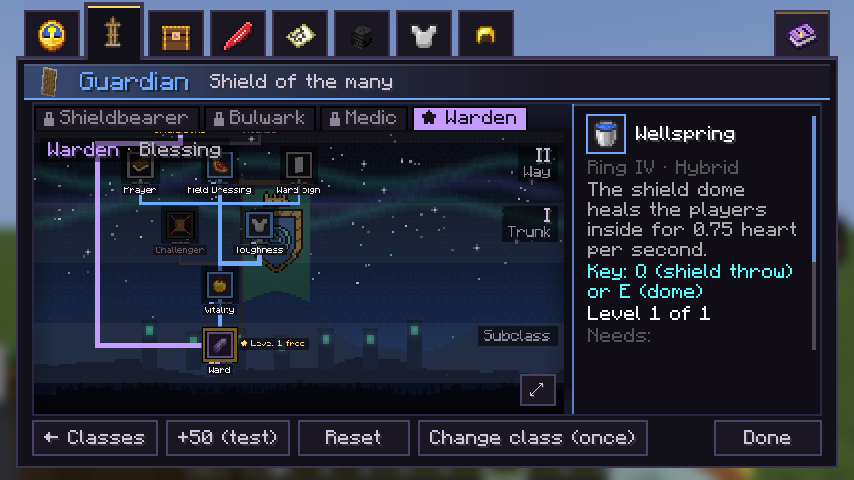 Guardian Shield of the many
Shieldbearer Bulwark Medic Warden
Warden · Blessing
Prayer Field Dressing Ward Sign
II
Way
Challenger Toughness
I
Trunk
Vitality
Subclass
Level 1 free
Ward
Wellspring
Ring IV · Hybrid
The shield dome
heals the players
inside for 0.75 heart
per second.
Key: Q (shield throw)
or E (dome)
Level 1 of 1
Needs:
← Classes +50 (test) Reset Change class (once) Done